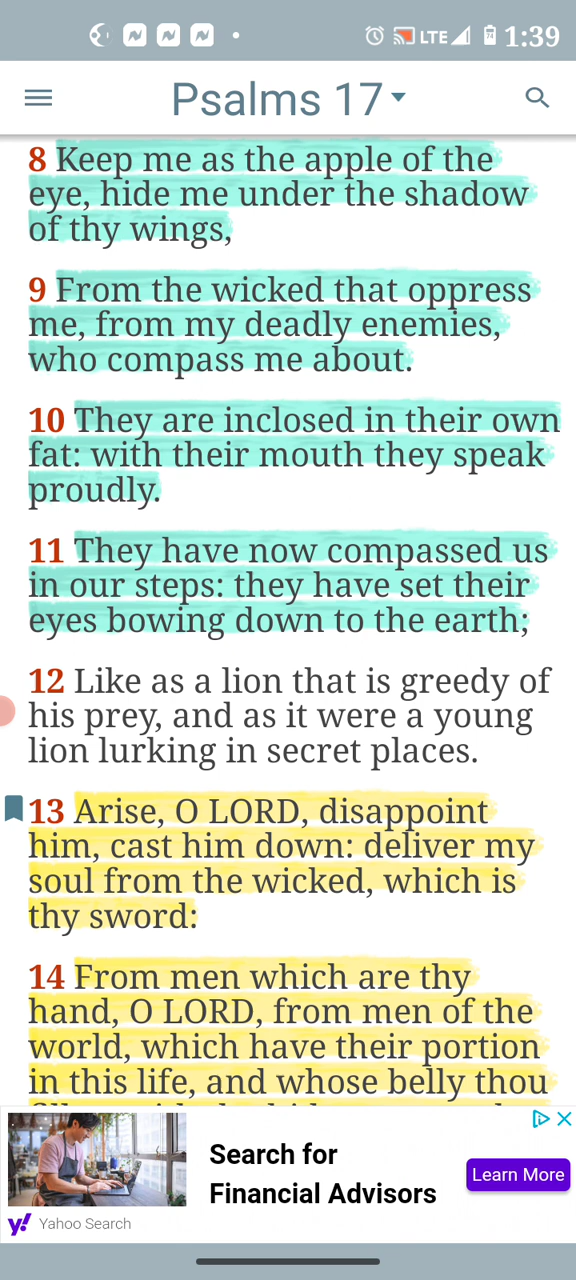 LTE 1:39
Psalms 17
8 Keep me as the apple of the
eye, hide me under the shadow
of thy wings,
9 From the wicked that oppress
me, from my deadly enemies,
who compass me about.
10 They are inclosed in their own
fat: with their mouth they speak
proudly.
11 They have now compassed us
in our steps: they have set their
eyes bowing down to the earth;
12 Like as a lion that is greedy of
his prey, and as it were a young
lion lurking in secret places.
13 Arise, O LORD, disappoint
him, cast him down: deliver my
soul from the wicked, which is
thy sword:
14 From men which are thy
hand, O LORD, from men of the
world, which have their portion
in this life, and whose belly thou
Search for
Financial Advisors
Learn More
y! Yahoo Search